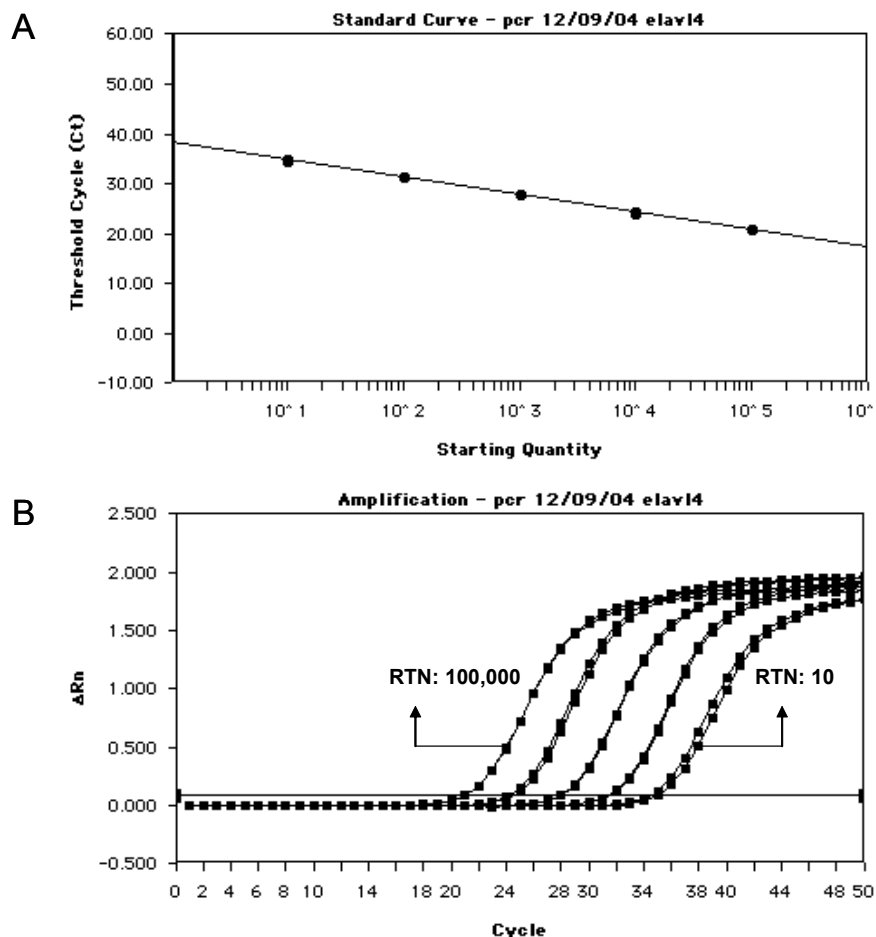 A
Standard Curve - pcr 12/09/04 elavl4
60.00
50.00
40.00
30.00
20.00
10.00
0.00
-10.00
Threshold Cycle (Ct)
10^1 10^2 10^3 10^4 10^5 10^
Starting Quantity
B
Amplification - pcr 12/09/04 elavl4
2.500
2.000
1.500
1.000
0.500
0.000
-0.500
ΔRn
RTN: 100,000
RTN: 10
0 2 4 6 8 10 14 18 20 24 28 30 34 38 40 44 48 50
Cycle